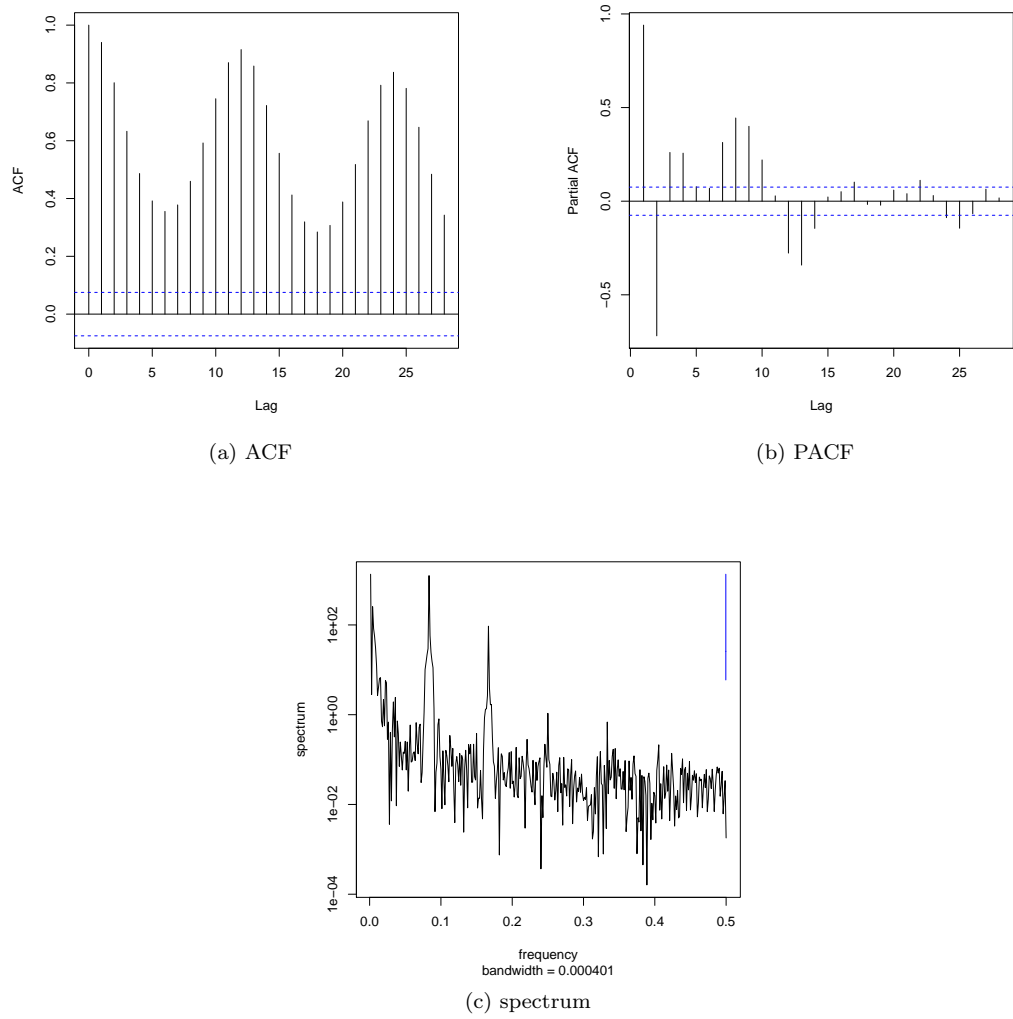 ACF
0.0 0.2 0.4 0.6 0.8 1.0
0 5 10 15 20 25
Lag
(a) ACF
Partial ACF
−0.5 0.0 0.5 1.0
0 5 10 15 20 25
Lag
(b) PACF
spectrum
1e−04 1e−02 1e+00 1e+02
0.0 0.1 0.2 0.3 0.4 0.5
frequency
bandwidth = 0.000401
(c) spectrum